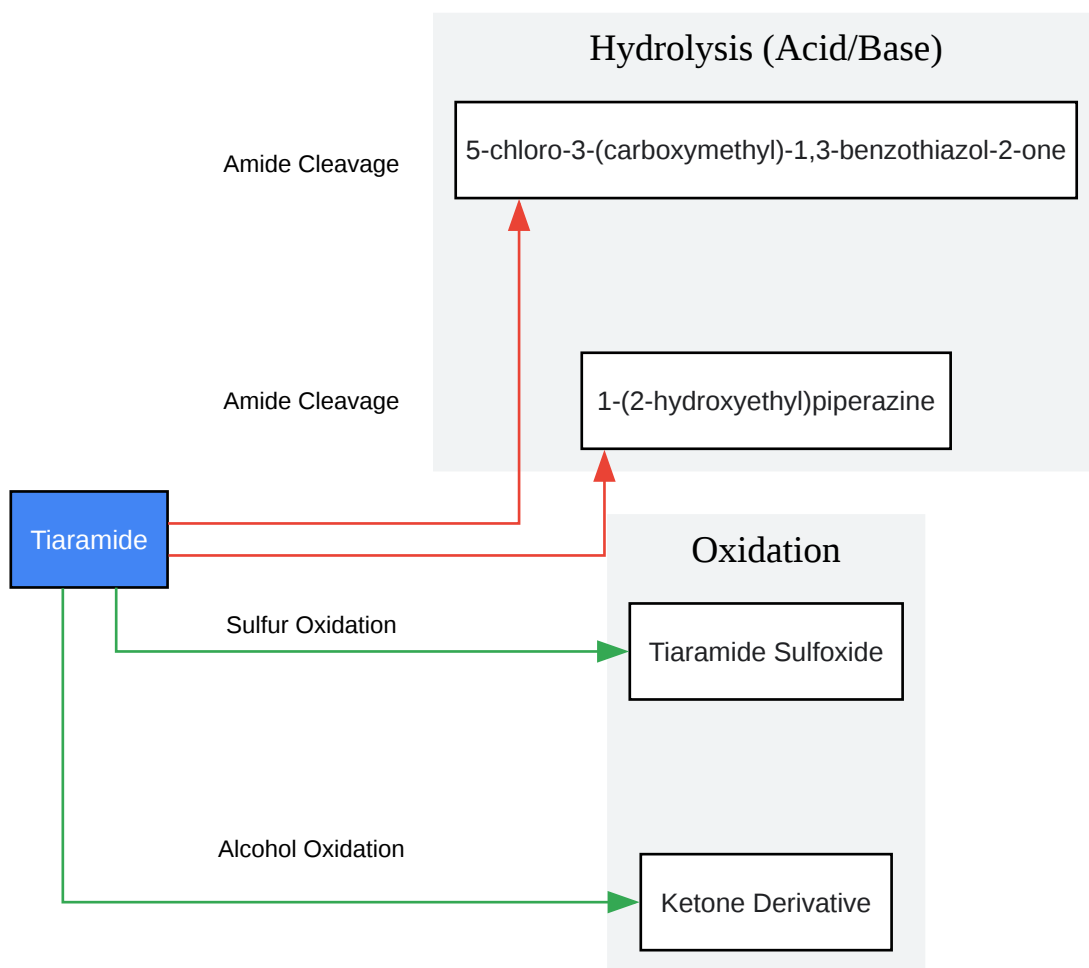 Hydrolysis (Acid/Base)
Amide Cleavage
5-chloro-3-(carboxymethyl)-1,3-benzothiazol-2-one
Amide Cleavage
1-(2-hydroxyethyl)piperazine
Tiaramide
Oxidation
Sulfur Oxidation
Tiaramide Sulfoxide
Alcohol Oxidation
Ketone Derivative